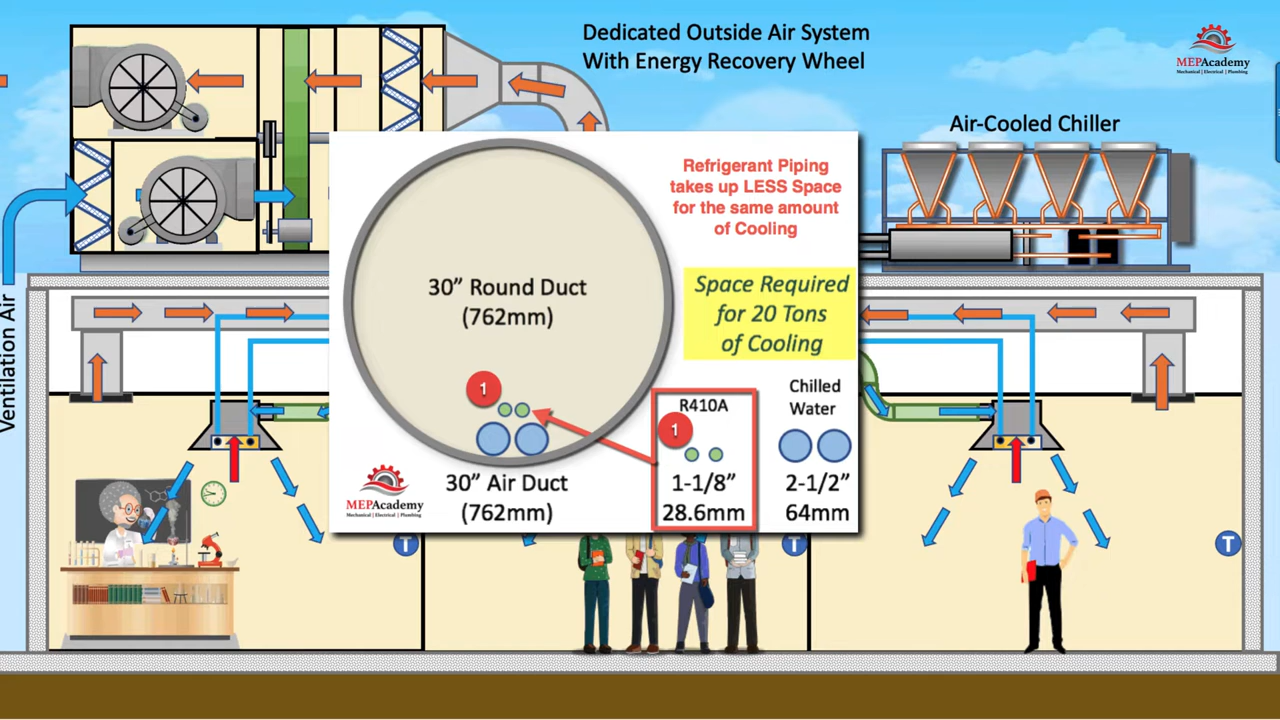 Dedicated Outside Air System
With Energy Recovery Wheel
MEPAcademy
Mechanical | Electrical | Plumbing
Air-Cooled Chiller
Ventilation Air
Refrigerant Piping
takes up LESS Space
for the same amount
of Cooling
30” Round Duct
(762mm)
Space Required
for 20 Tons
of Cooling
1
R410A
1
1-1/8”
28.6mm
Chilled
Water
2-1/2”
64mm
30” Air Duct
(762mm)
MEPAcademy
Mechanical | Electrical | Plumbing
T
T
T